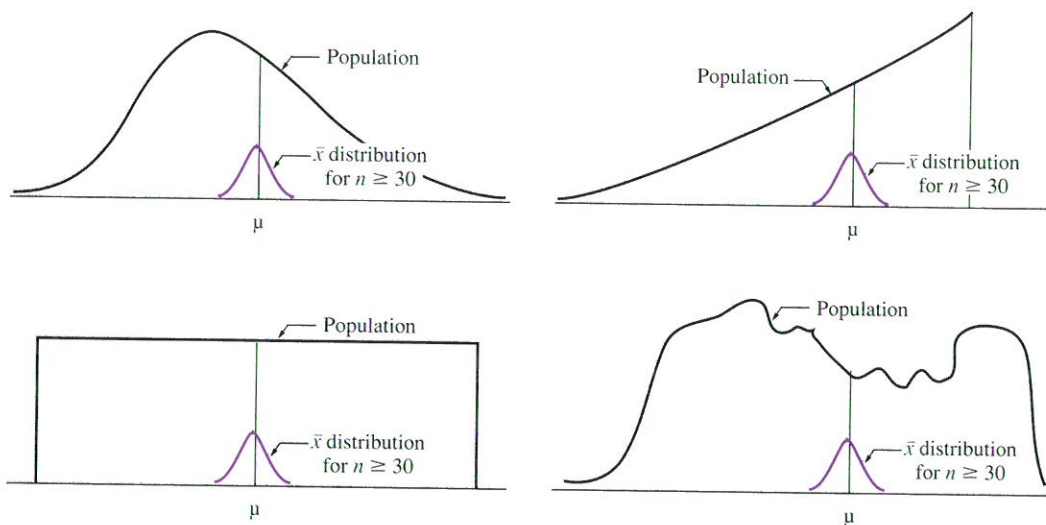 Population
x̄ distribution
for n ≥ 30
μ
Population
x̄ distribution
for n ≥ 30
μ
Population
x̄ distribution
for n ≥ 30
μ
Population
x̄ distribution
for n ≥ 30
μ